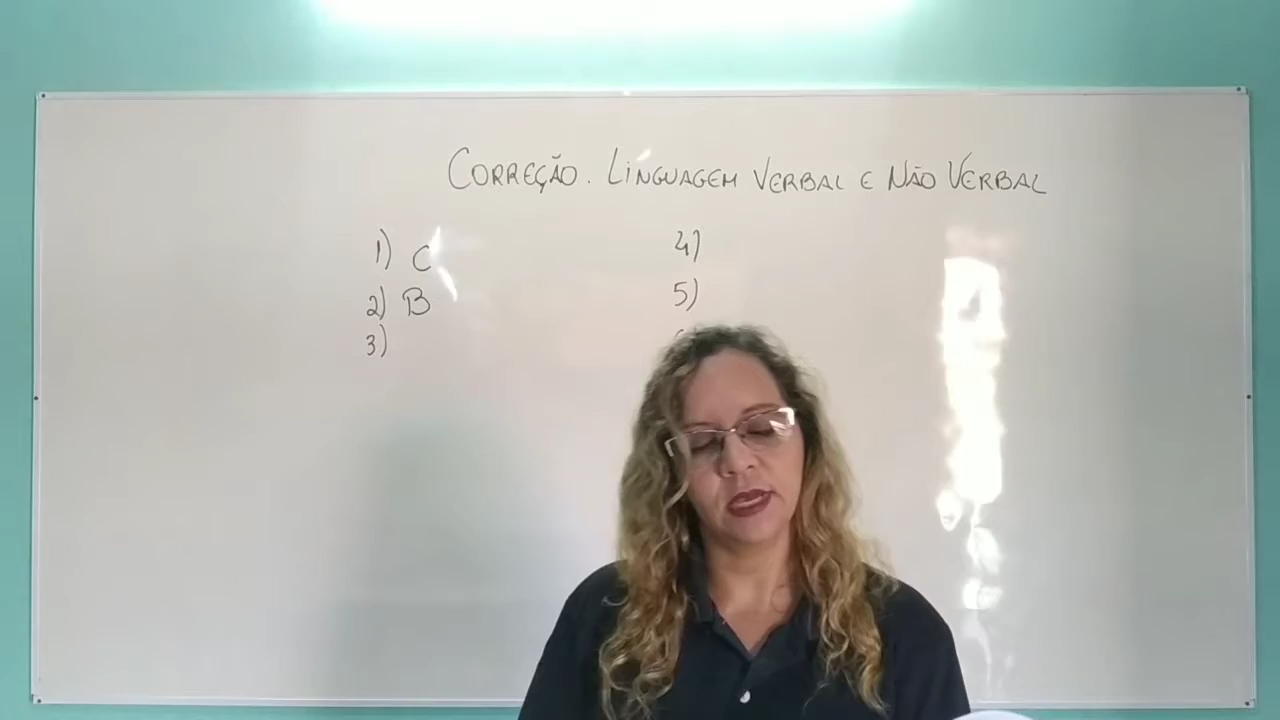 CORREÇÃO. LINGUAGEM VERBAL E NÃO VERBAL
1) C
2) B
3)
4)
5)